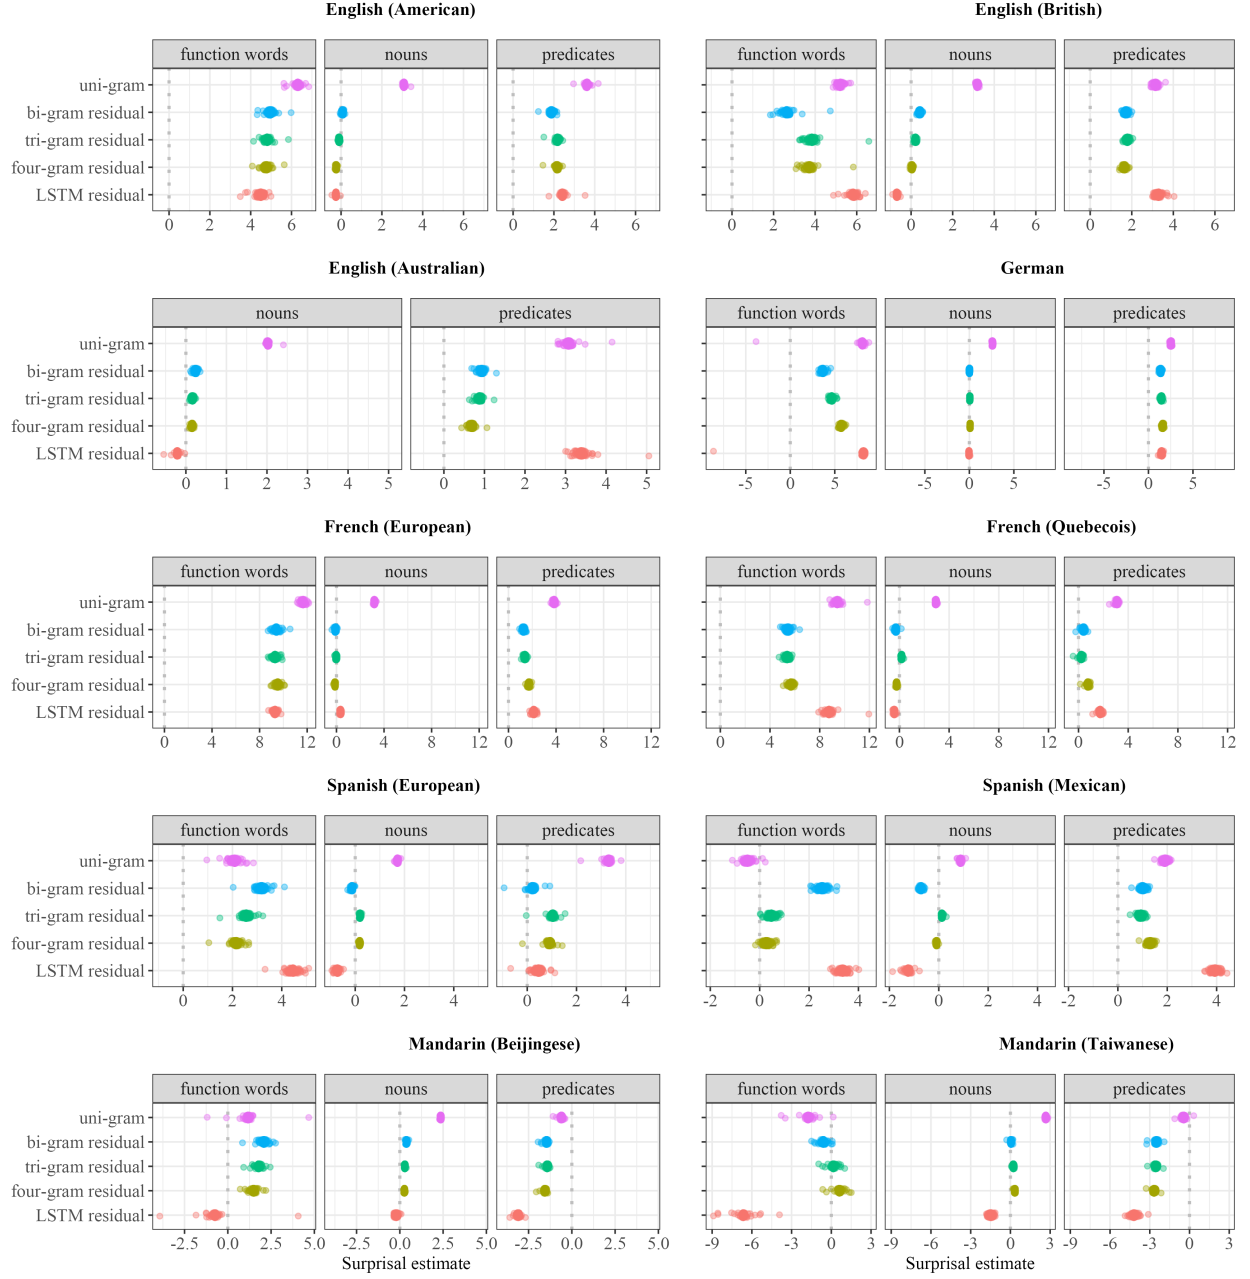 English (American) English (British)
function words nouns predicates function words nouns predicates
uni-gram
bi-gram residual
tri-gram residual
four-gram residual
LSTM residual
0 2 4 6 0 2 4 6 0 2 4 6 0 2 4 6 0 2 4 6 0 2 4 6
English (Australian) German
nouns predicates function words nouns predicates
uni-gram
bi-gram residual
tri-gram residual
four-gram residual
LSTM residual
0 1 2 3 4 5 0 1 2 3 4 5 -5 0 5 -5 0 5 -5 0 5
French (European) French (Quebecois)
function words nouns predicates function words nouns predicates
uni-gram
bi-gram residual
tri-gram residual
four-gram residual
LSTM residual
0 4 8 12 0 4 8 12 0 4 8 12 0 4 8 12 0 4 8 12 0 4 8 12
Spanish (European) Spanish (Mexican)
function words nouns predicates function words nouns predicates
uni-gram
bi-gram residual
tri-gram residual
four-gram residual
LSTM residual
0 2 4 0 2 4 0 2 4 -2 0 2 4 -2 0 2 4 -2 0 2 4
Mandarin (Beijingese) Mandarin (Taiwanese)
function words nouns predicates function words nouns predicates
uni-gram
bi-gram residual
tri-gram residual
four-gram residual
LSTM residual
-2.5 0.0 2.5 5.0 -2.5 0.0 2.5 5.0 -2.5 0.0 2.5 5.0 -9 -6 -3 0 3 -9 -6 -3 0 3 -9 -6 -3 0 3
Surprisal estimate Surprisal estimate